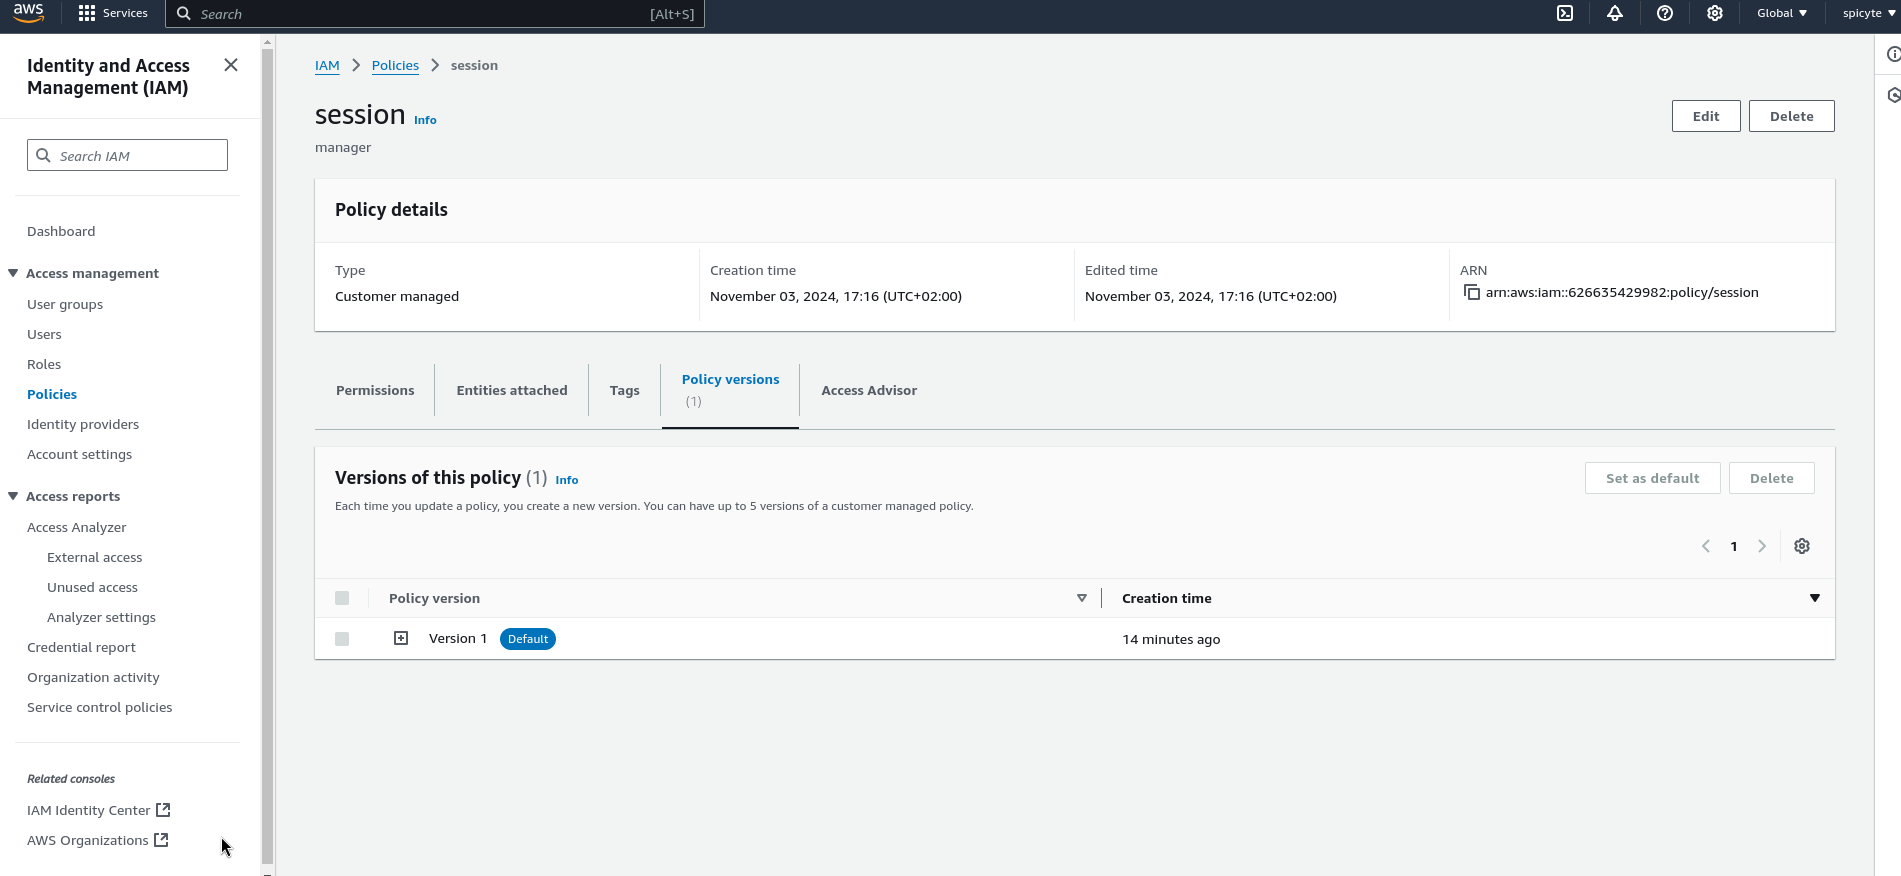 aws
Services
Search
[Alt+S]
Global
spicyte
Identity and Access
Management (IAM)
Search IAM
Dashboard
Access management
User groups
Users
Roles
Policies
Identity providers
Account settings
Access reports
Access Analyzer
External access
Unused access
Analyzer settings
Credential report
Organization activity
Service control policies
Related consoles
IAM Identity Center
AWS Organizations
IAM
Policies
session
session Info
manager
Edit
Delete
Policy details
Type
Customer managed
Creation time
November 03, 2024, 17:16 (UTC+02:00)
Edited time
November 03, 2024, 17:16 (UTC+02:00)
ARN
arn:aws:iam::626635429982:policy/session
Permissions
Entities attached
Tags
Policy versions
(1)
Access Advisor
Versions of this policy (1) Info
Each time you update a policy, you create a new version. You can have up to 5 versions of a customer managed policy.
Set as default
Delete
1
Policy version
Creation time
Version 1 Default
14 minutes ago